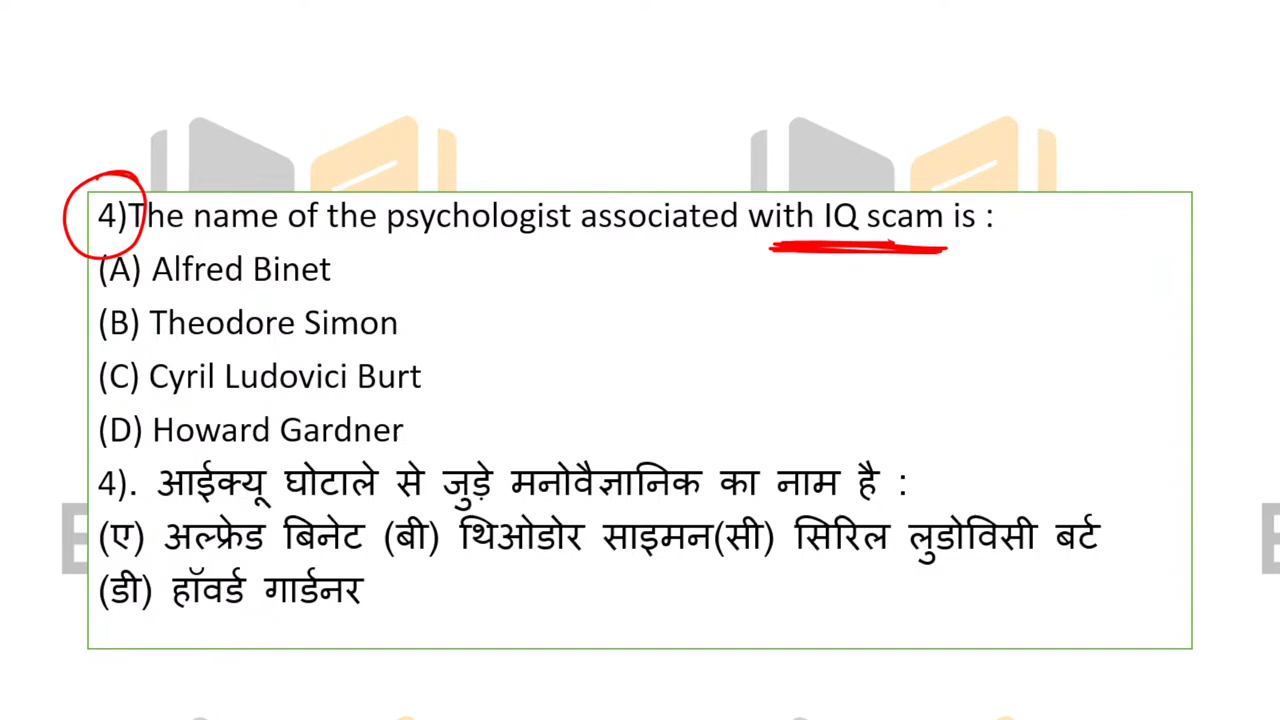 4)The name of the psychologist associated with IQ scam is :
(A) Alfred Binet
(B) Theodore Simon
(C) Cyril Ludovici Burt
(D) Howard Gardner
4). आईक्यू घोटाले से जुड़े मनोवैज्ञानिक का नाम है :
(ए) अल्फ्रेड बिनेट (बी) थिओडोर साइमन(सी) सिरिल लुडोविसी बर्ट
(डी) हॉवर्ड गार्डनर